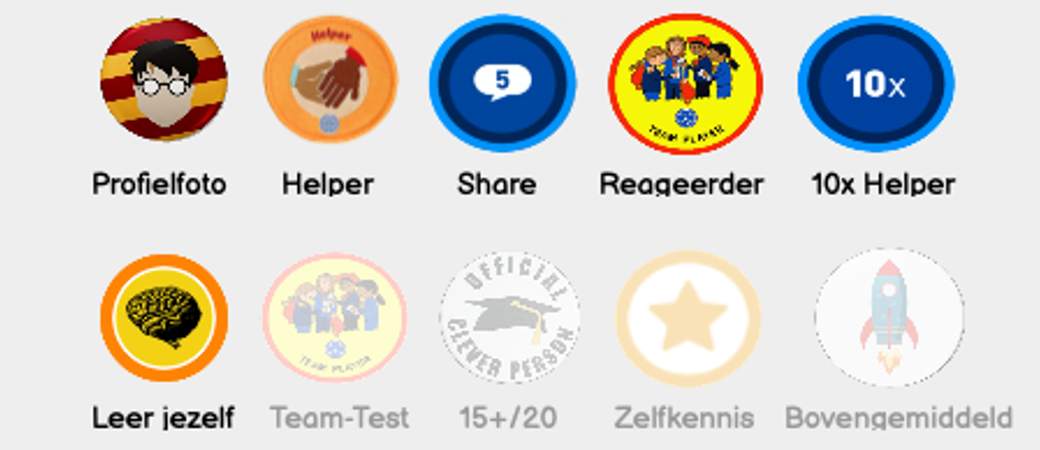 Helper
5
TEAM PLAYER
10x
Profielfoto
Helper
Share
Reageerder
10x Helper
TEAM PLAYER
OFFICIAL
CLEVER PERSON
Leer jezelf
Team-Test
15+/20
Zelfkennis
Bovengemiddeld